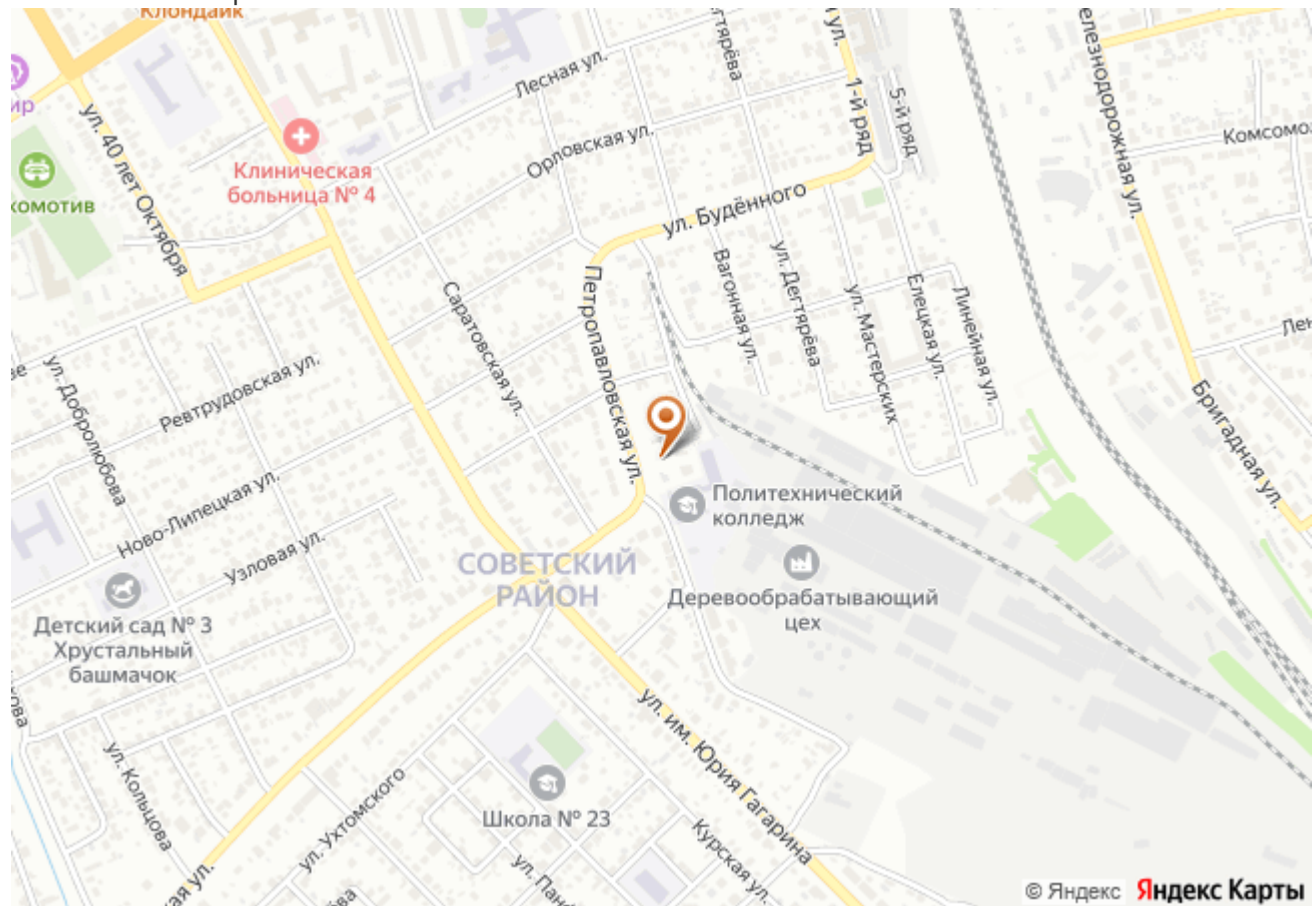 Клондайк
Лесная ул.
Дегтярёва
1-й ряд
5-й ряд
Железнодорожная ул.
Орловская ул.
Клиническая
больница № 4
ул. 40 лет Октября
ул. Будённого
Петропавловская ул.
Саратовская ул.
Вагонная ул.
ул. Дегтярёва
ул. Мастерских
Елецкая ул.
Линейная ул.
Бригадная ул.
ул. Добролюбова
Ревтрудовская ул.
Ново-Липецкая ул.
Узловая ул.
Политехнический
колледж
СОВЕТСКИЙ
РАЙОН
Деревообрабатывающий
цех
Детский сад № 3
Хрустальный
башмачок
ул. Кольцова
ул. Ухтомского
Школа № 23
ул. им. Юрия Гагарина
Курская ул.
© Яндекс Яндекс Карты